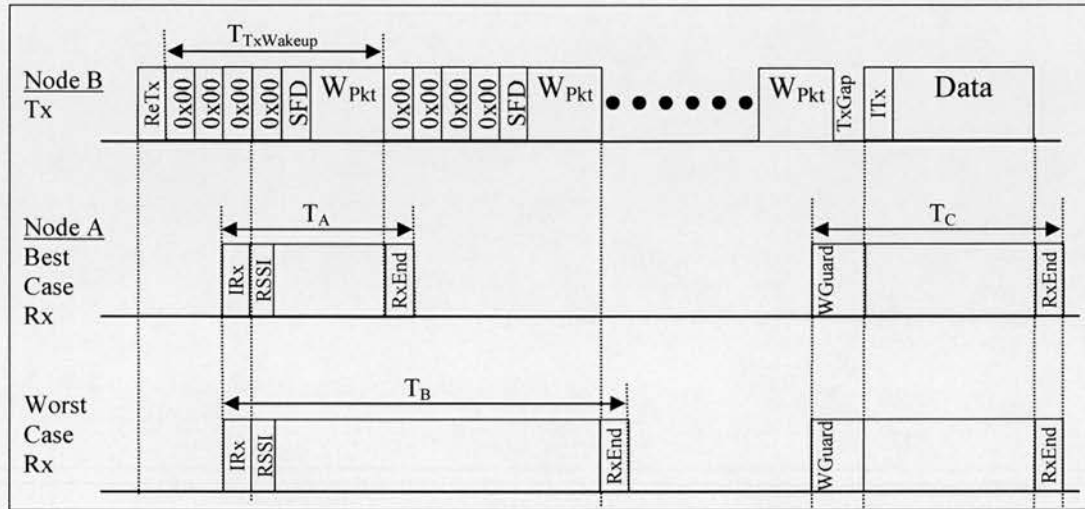 T_TxWakeup
Node B
Tx
ReTx 0x00 0x00 0x00 0x00 SFD W_Pkt 0x00 0x00 0x00 0x00 SFD W_Pkt W_Pkt TxGap ITx Data
Node A
Best
Case
Rx
T_A T_C
IRx RSSI RxEnd WGuard RxEnd
Worst
Case
Rx
T_B
IRx RSSI RxEnd WGuard RxEnd